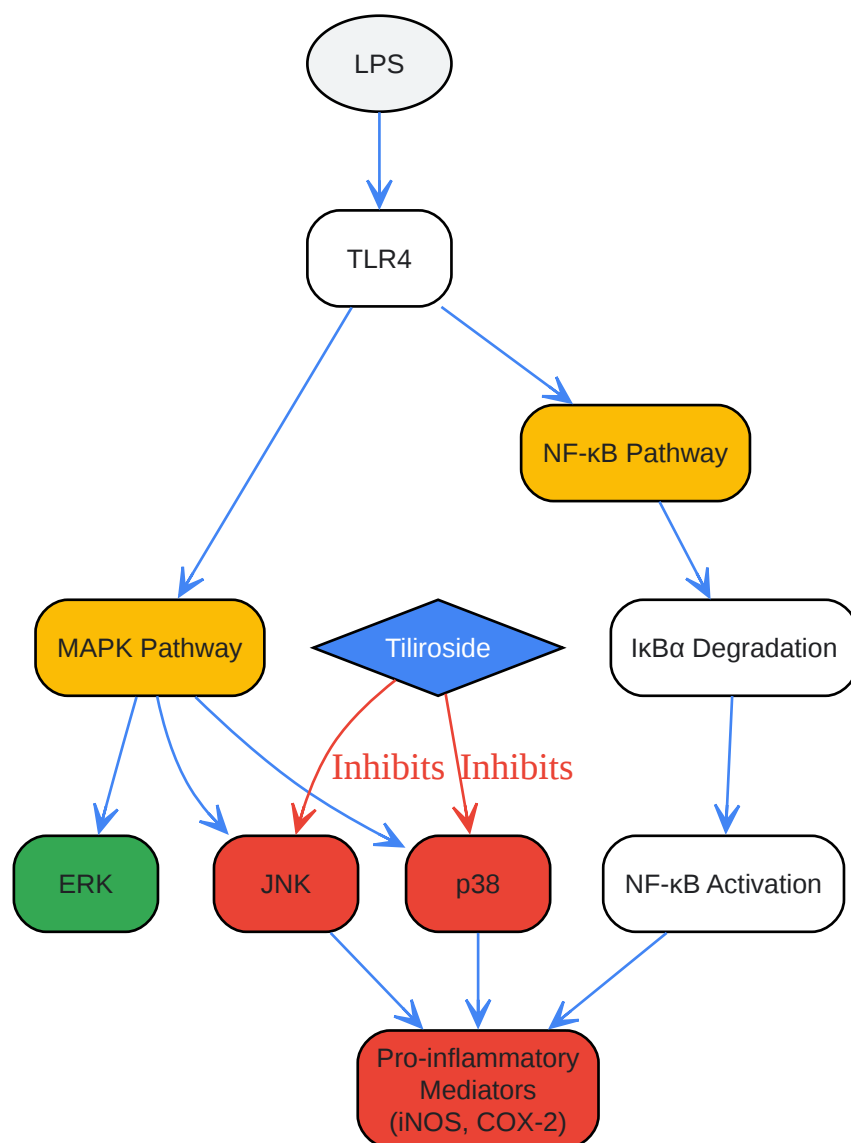 LPS
TLR4
NF-κB Pathway
MAPK Pathway
Tiliroside
IκBα Degradation
Inhibits
Inhibits
ERK
JNK
p38
NF-κB Activation
Pro-inflammatory
Mediators
(iNOS, COX-2)